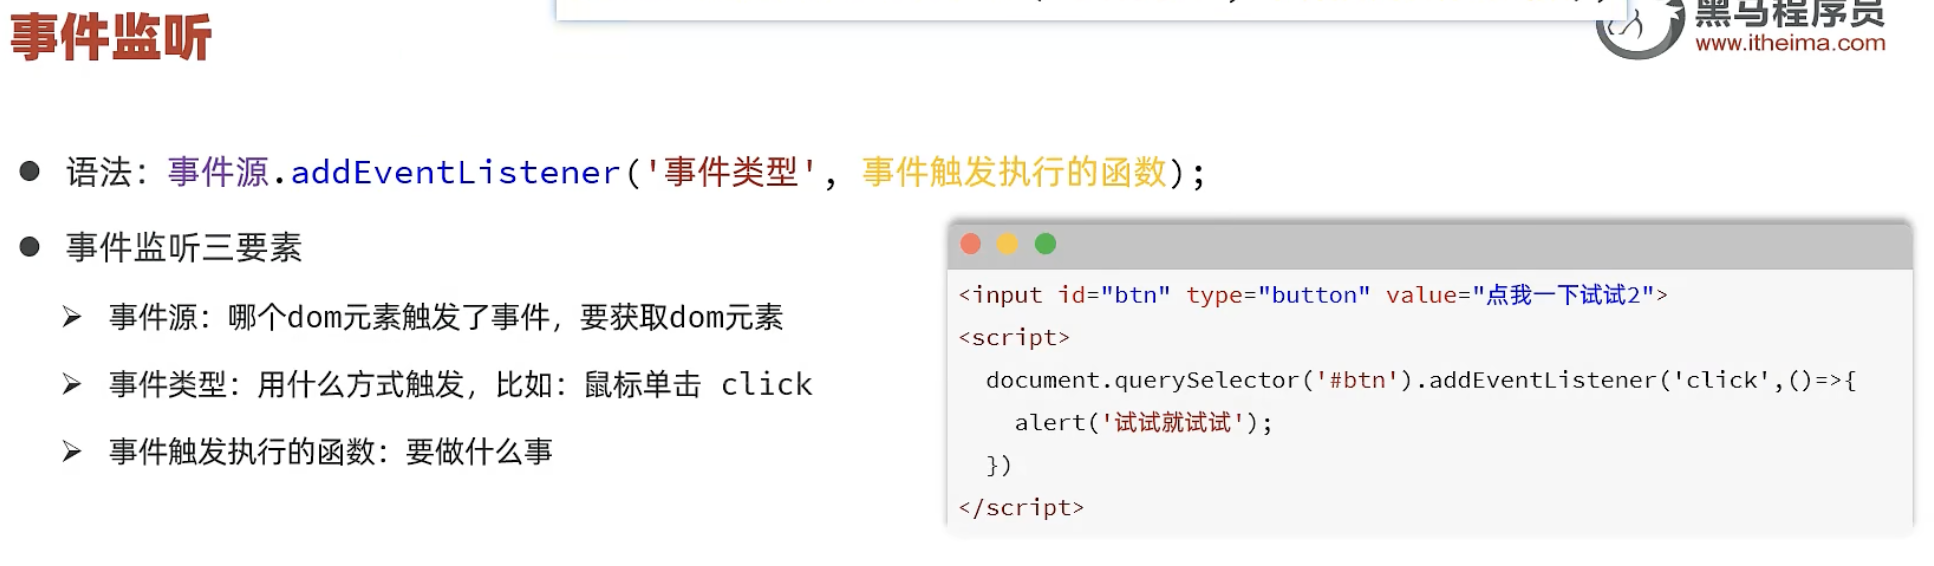 事件监听
黑马程序员
www.itheima.com
● 语法：事件源.addEventListener('事件类型', 事件触发执行的函数);
● 事件监听三要素
➢ 事件源：哪个dom元素触发了事件，要获取dom元素
➢ 事件类型：用什么方式触发，比如：鼠标单击 click
➢ 事件触发执行的函数：要做什么事
<input id="btn" type="button" value="点我一下试试2">
<script>
document.querySelector('#btn').addEventListener('click',()=>{
alert('试试就试试');
})
</script>